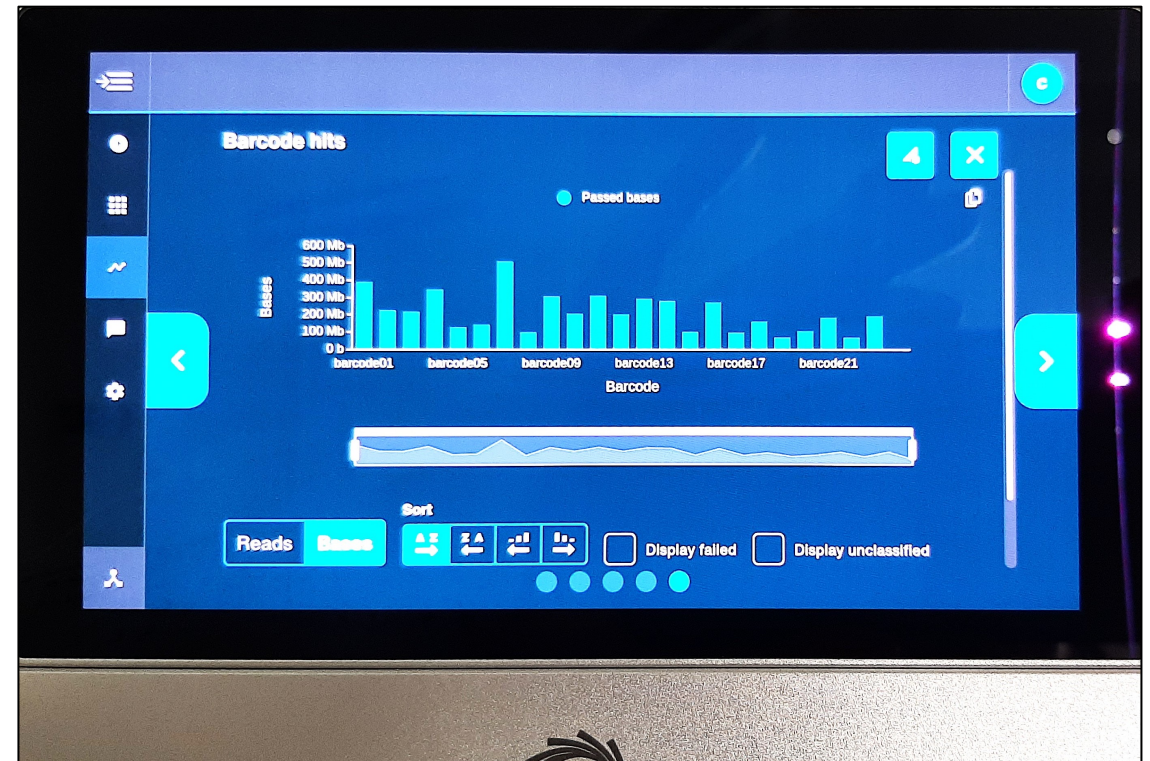 C
Barcode hits
Passed bases
600 Mb
500 Mb
400 Mb
300 Mb
200 Mb
100 Mb
0 b
Bases
barcode01 barcode05 barcode09 barcode13 barcode17 barcode21
Barcode
Sort
Reads Bases A Z Z A Display failed Display unclassified